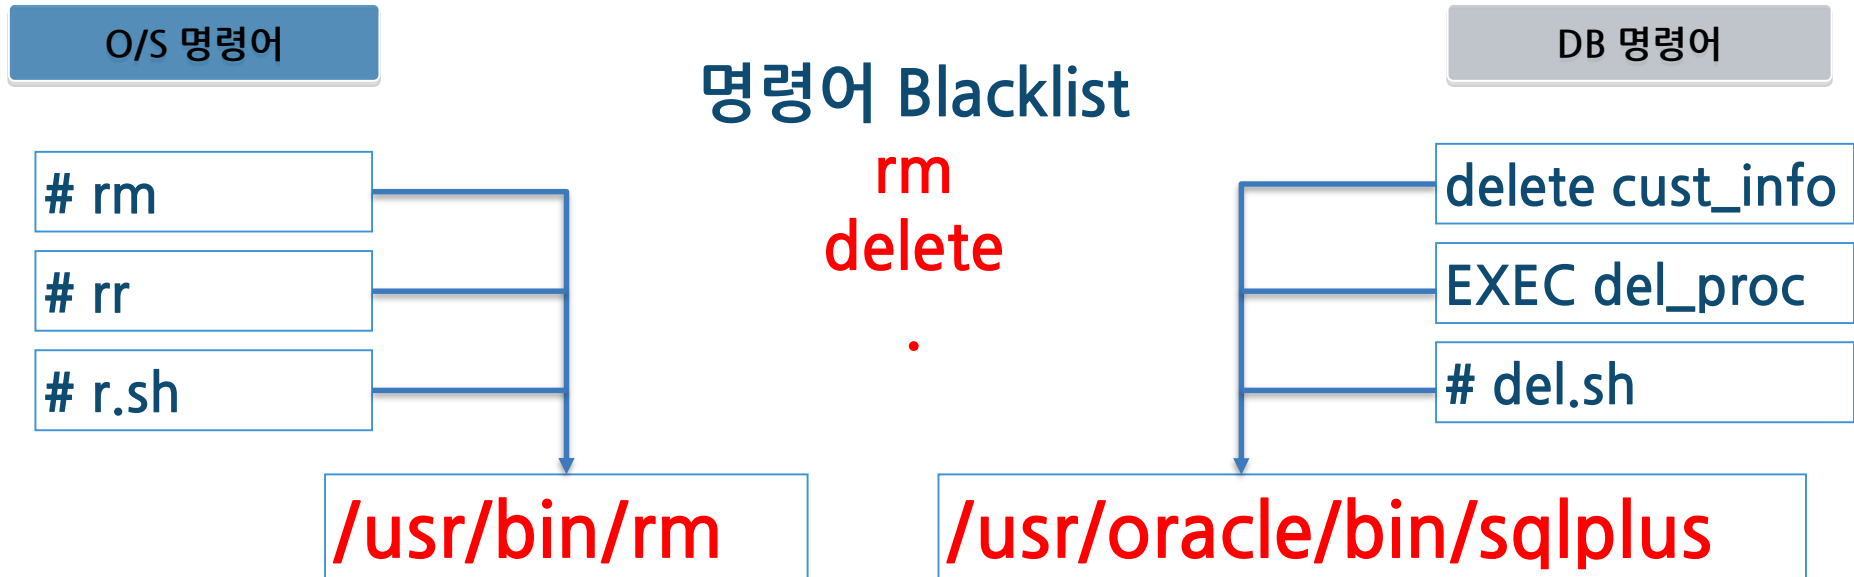 O/S 명령어
DB 명령어
명령어 Blacklist
rm
delete
.
# rm
# rr
# r.sh
delete cust_info
EXEC del_proc
# del.sh
/usr/bin/rm
/usr/oracle/bin/sqlplus